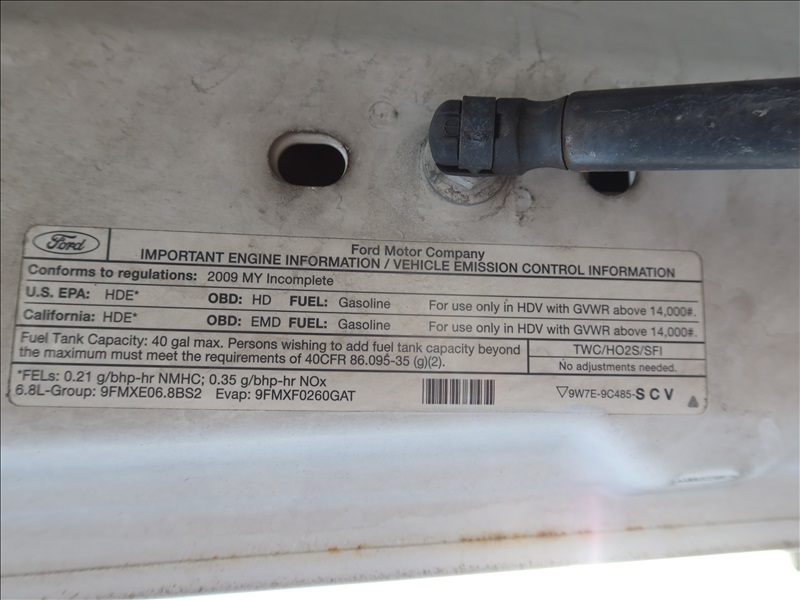 Ford
Ford Motor Company
IMPORTANT ENGINE INFORMATION / VEHICLE EMISSION CONTROL INFORMATION
Conforms to regulations: 2009 MY Incomplete
U.S. EPA: HDE* OBD: HD FUEL: Gasoline For use only in HDV with GVWR above 14,000#.
California: HDE* OBD: EMD FUEL: Gasoline For use only in HDV with GVWR above 14,000#.
Fuel Tank Capacity: 40 gal max. Persons wishing to add fuel tank capacity beyond
the maximum must meet the requirements of 40CFR 86.095-35 (g)(2).
TWC/HO2S/SFI
No adjustments needed.
*FELs: 0.21 g/bhp-hr NMHC; 0.35 g/bhp-hr NOx
6.8L-Group: 9FMXE06.8BS2 Evap: 9FMXF0260GAT
9W7E-9C485-SCV